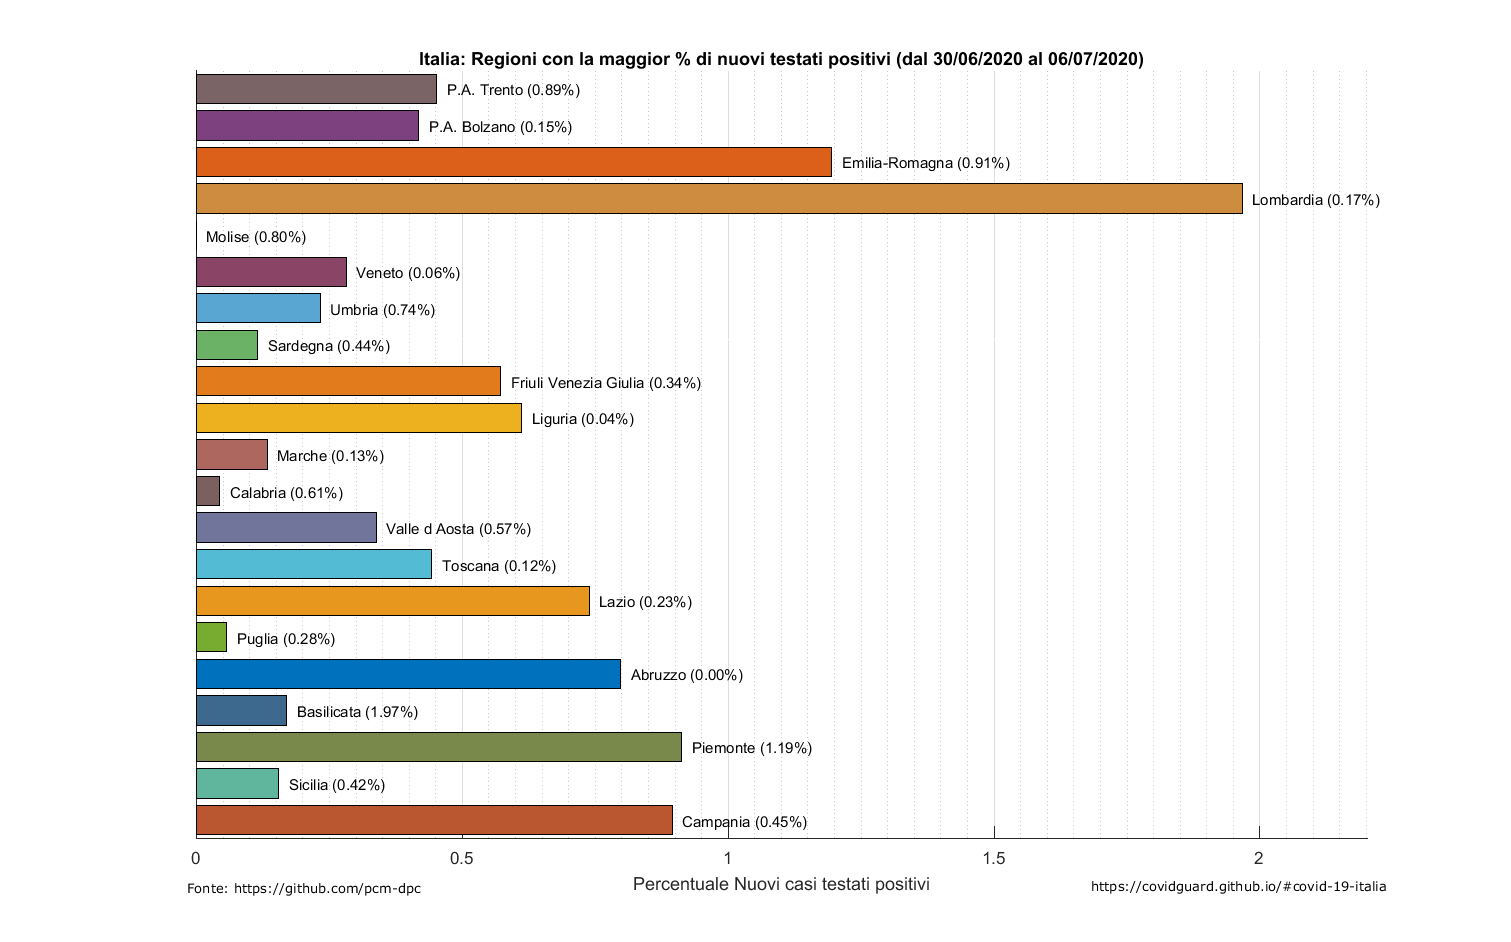 Italia: Regioni con la maggior % di nuovi testati positivi (dal 30/06/2020 al 06/07/2020)
P.A. Trento (0.89%)
P.A. Bolzano (0.15%)
Emilia-Romagna (0.91%)
Lombardia (0.17%)
Molise (0.80%)
Veneto (0.06%)
Umbria (0.74%)
Sardegna (0.44%)
Friuli Venezia Giulia (0.34%)
Liguria (0.04%)
Marche (0.13%)
Calabria (0.61%)
Valle d Aosta (0.57%)
Toscana (0.12%)
Lazio (0.23%)
Puglia (0.28%)
Abruzzo (0.00%)
Basilicata (1.97%)
Piemonte (1.19%)
Sicilia (0.42%)
Campania (0.45%)
0 0.5 1 1.5 2
Percentuale Nuovi casi testati positivi
Fonte: https://github.com/pcm-dpc
https://covidguard.github.io/#covid-19-italia